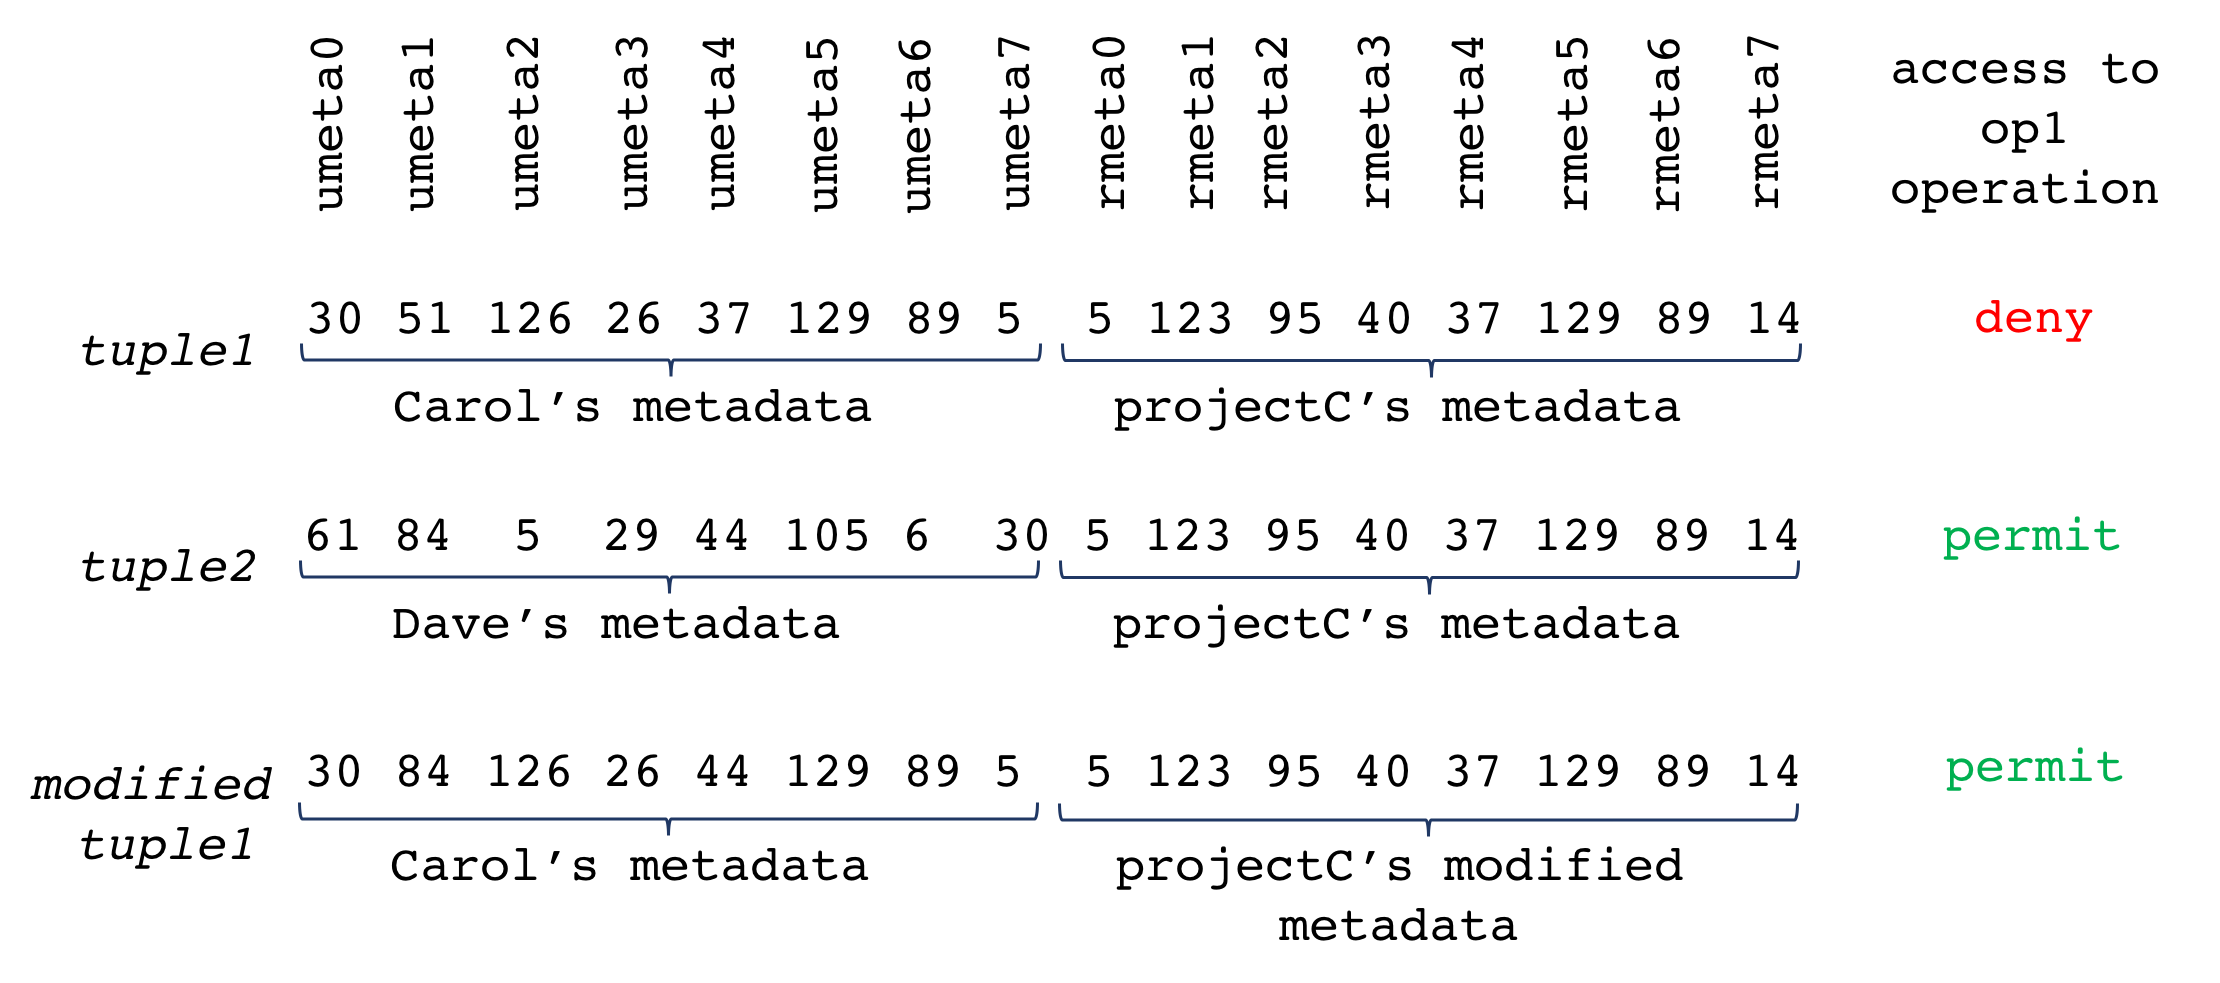 umeta0 umeta1 umeta2 umeta3 umeta4 umeta5 umeta6 umeta7 rmeta0 rmeta1 rmeta2 rmeta3 rmeta4 rmeta5 rmeta6 rmeta7
access to
op1
operation
tuple1 30 51 126 26 37 129 89 5 5 123 95 40 37 129 89 14 deny
Carol’s metadata projectC’s metadata
tuple2 61 84 5 29 44 105 6 30 5 123 95 40 37 129 89 14 permit
Dave’s metadata projectC’s metadata
modified
tuple1 30 84 126 26 44 129 89 5 5 123 95 40 37 129 89 14 permit
Carol’s metadata projectC’s modified
metadata